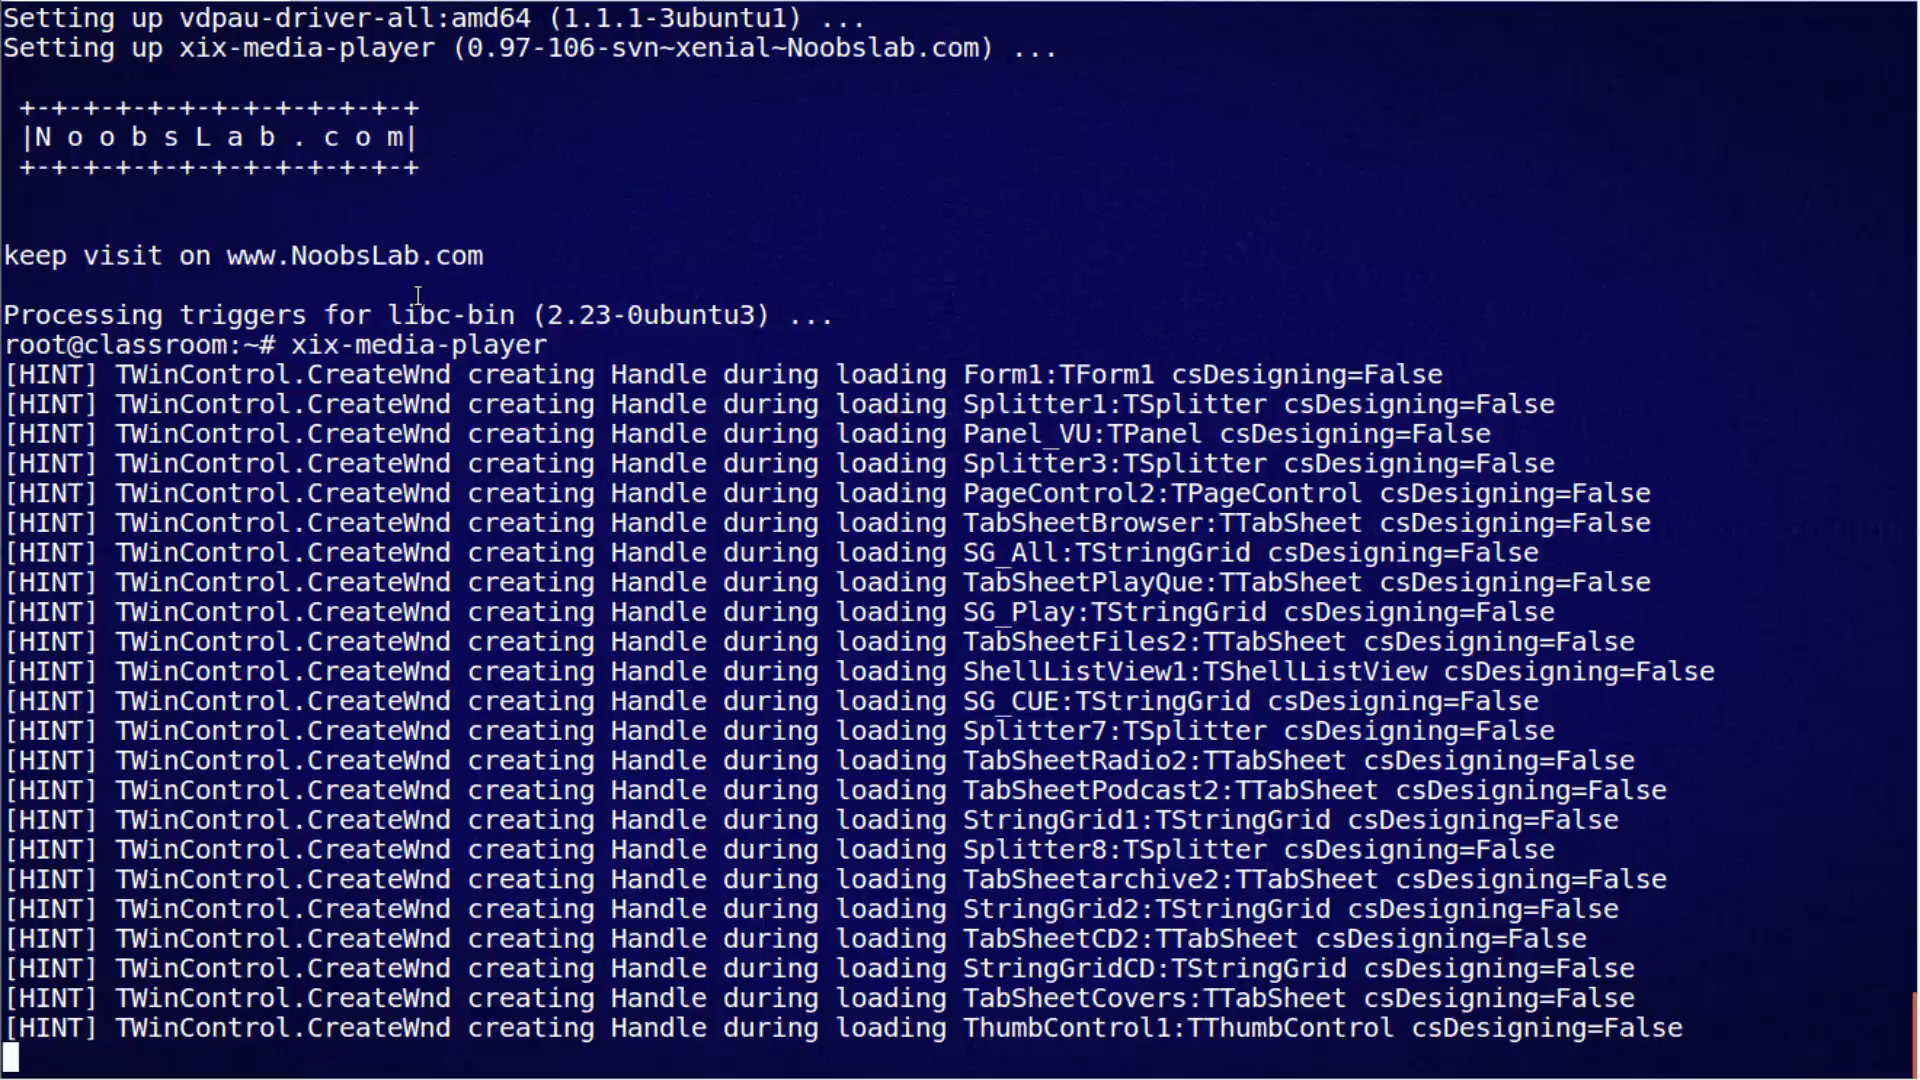 Setting up vdpau-driver-all:amd64 (1.1.1-3ubuntu1) ...
Setting up xix-media-player (0.97-106-svn~xenial~Noobslab.com) ...
+-+-+-+-+-+-+-+-+-+-+-+-+
|N o o b s L a b . c o m|
+-+-+-+-+-+-+-+-+-+-+-+-+
keep visit on www.NoobsLab.com
Processing triggers for libc-bin (2.23-0ubuntu3) ...
root@classroom:~# xix-media-player
[HINT] TWinControl.CreateWnd creating Handle during loading Form1:TForm1 csDesigning=False
[HINT] TWinControl.CreateWnd creating Handle during loading Splitter1:TSplitter csDesigning=False
[HINT] TWinControl.CreateWnd creating Handle during loading Panel_VU:TPanel csDesigning=False
[HINT] TWinControl.CreateWnd creating Handle during loading Splitter3:TSplitter csDesigning=False
[HINT] TWinControl.CreateWnd creating Handle during loading PageControl2:TPageControl csDesigning=False
[HINT] TWinControl.CreateWnd creating Handle during loading TabSheetBrowser:TTabSheet csDesigning=False
[HINT] TWinControl.CreateWnd creating Handle during loading SG_All:TStringGrid csDesigning=False
[HINT] TWinControl.CreateWnd creating Handle during loading TabSheetPlayQue:TTabSheet csDesigning=False
[HINT] TWinControl.CreateWnd creating Handle during loading SG_Play:TStringGrid csDesigning=False
[HINT] TWinControl.CreateWnd creating Handle during loading TabSheetFiles2:TTabSheet csDesigning=False
[HINT] TWinControl.CreateWnd creating Handle during loading ShellListView1:TShellListView csDesigning=False
[HINT] TWinControl.CreateWnd creating Handle during loading SG_CUE:TStringGrid csDesigning=False
[HINT] TWinControl.CreateWnd creating Handle during loading Splitter7:TSplitter csDesigning=False
[HINT] TWinControl.CreateWnd creating Handle during loading TabSheetRadio2:TTabSheet csDesigning=False
[HINT] TWinControl.CreateWnd creating Handle during loading TabSheetPodcast2:TTabSheet csDesigning=False
[HINT] TWinControl.CreateWnd creating Handle during loading StringGrid1:TStringGrid csDesigning=False
[HINT] TWinControl.CreateWnd creating Handle during loading Splitter8:TSplitter csDesigning=False
[HINT] TWinControl.CreateWnd creating Handle during loading TabSheetarchive2:TTabSheet csDesigning=False
[HINT] TWinControl.CreateWnd creating Handle during loading StringGrid2:TStringGrid csDesigning=False
[HINT] TWinControl.CreateWnd creating Handle during loading TabSheetCD2:TTabSheet csDesigning=False
[HINT] TWinControl.CreateWnd creating Handle during loading StringGridCD:TStringGrid csDesigning=False
[HINT] TWinControl.CreateWnd creating Handle during loading TabSheetCovers:TTabSheet csDesigning=False
[HINT] TWinControl.CreateWnd creating Handle during loading ThumbControl1:TThumbControl csDesigning=False